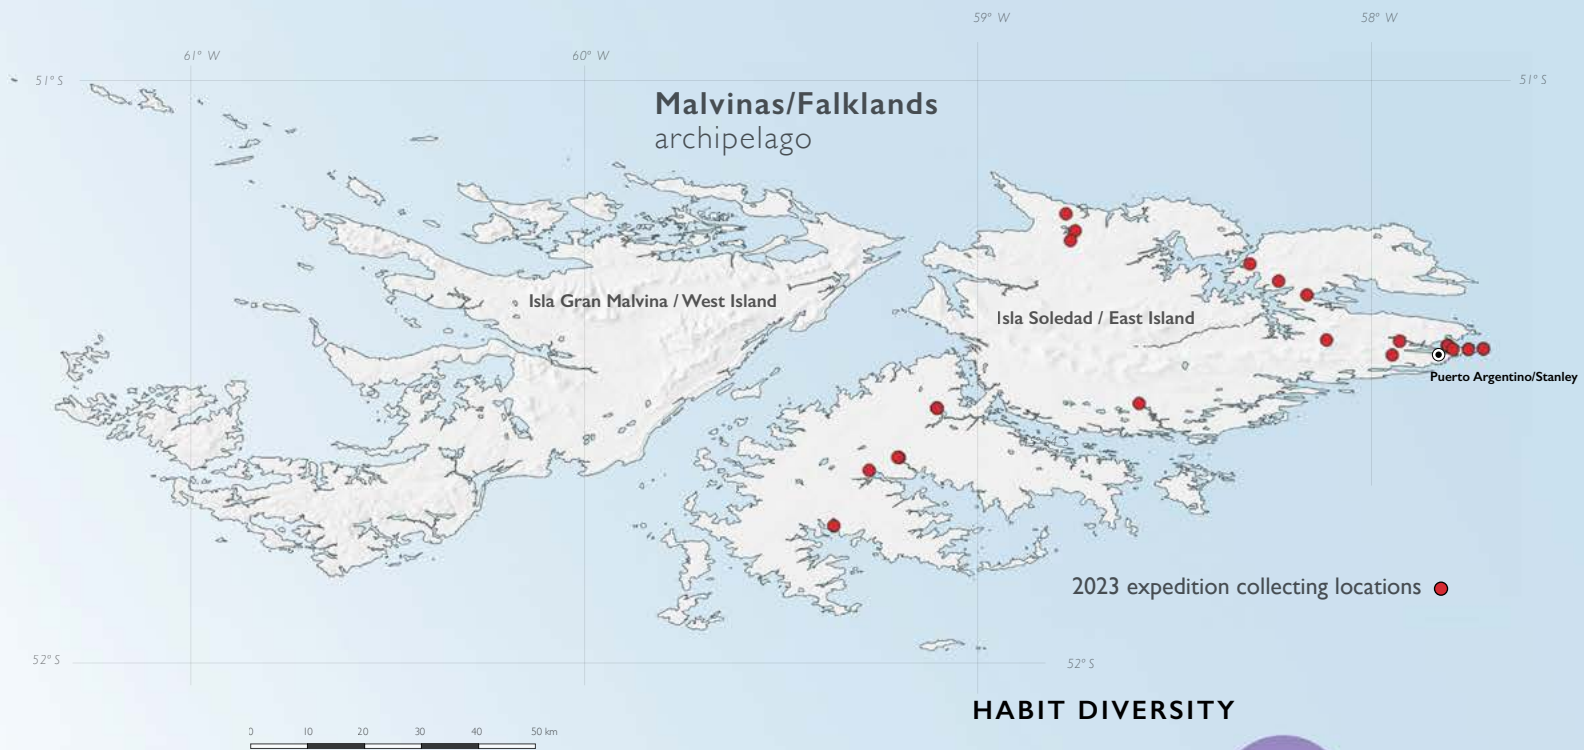 59° W
58° W
61° W
60° W
51° S
51° S
Malvinas/Falklands
archipelago
Isla Gran Malvina / West Island
Isla Soledad / East Island
Puerto Argentino/Stanley
2023 expedition collecting locations
52° S
52° S
HABIT DIVERSITY
0 10 20 30 40 50 km